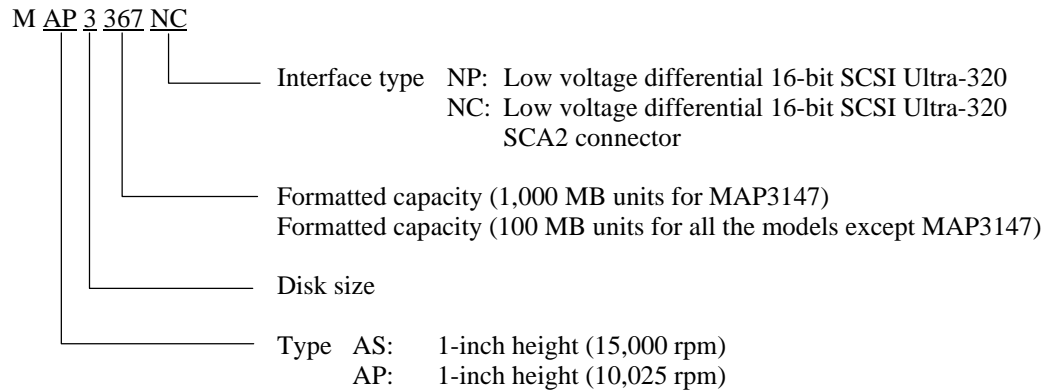 M AP 3 367 NC
Interface type NP: Low voltage differential 16-bit SCSI Ultra-320
NC: Low voltage differential 16-bit SCSI Ultra-320
SCA2 connector
Formatted capacity (1,000 MB units for MAP3147)
Formatted capacity (100 MB units for all the models except MAP3147)
Disk size
Type AS: 1-inch height (15,000 rpm)
AP: 1-inch height (10,025 rpm)